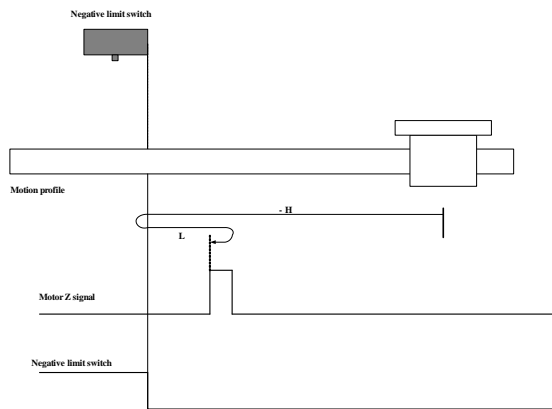 Negative limit switch
Motion profile
- H
L
Motor Z signal
Negative limit switch